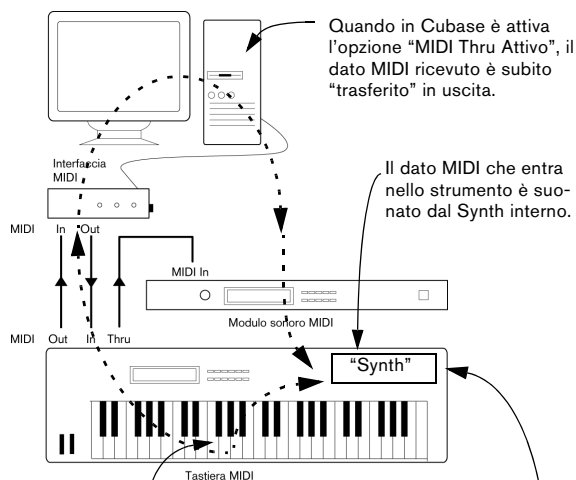 Quando in Cubase è attiva
l'opzione “MIDI Thru Attivo”, il
dato MIDI ricevuto è subito
“trasferito” in uscita.
Interfaccia
MIDI
Il dato MIDI che entra
nello strumento è suo-
nato dal Synth interno.
MIDI In Out
MIDI In
Modulo sonoro MIDI
MIDI Out In Thru
“Synth”
Tastiera MIDI